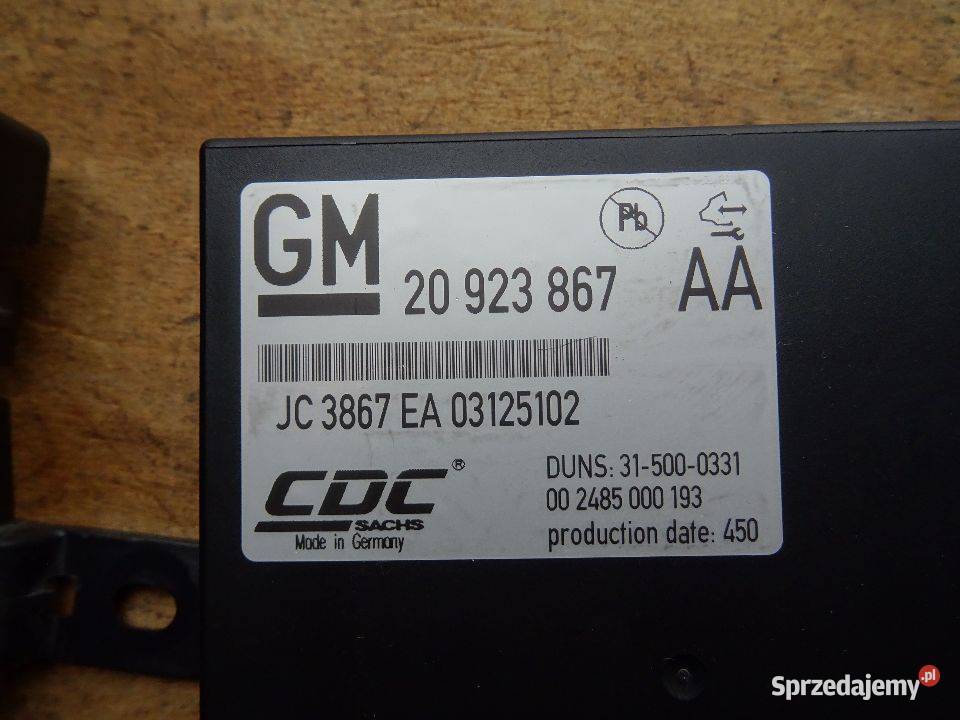 GM
Pb
20 923 867 AA
JC 3867 EA 03125102
CDC®
SACHS
Made in Germany
DUNS: 31-500-0331
00 2485 000 193
production date: 450
Sprzedajemy.pl